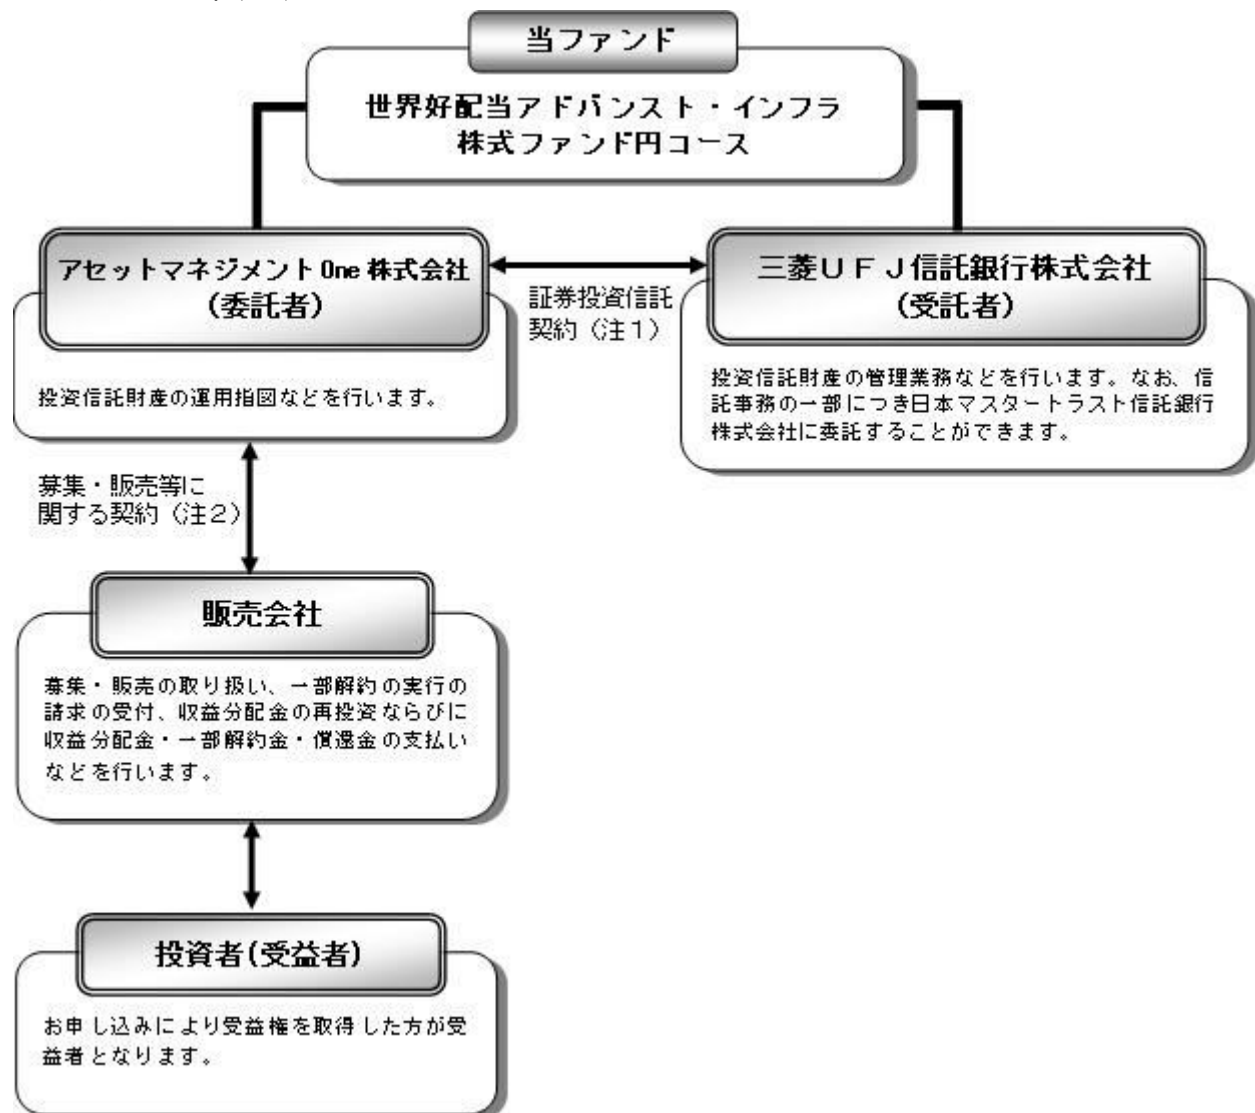 当ファンド
世界好配当アドバンスト・インフラ
株式ファンド円コース
アセットマネジメントOne 株式会社
(委託者)
投資信託財産の運用指図などを行います。
証券投資信託
契約（注１）
三菱ＵＦＪ信託銀行株式会社
(受託者)
投資信託財産の管理業務などを行います。なお、信
託事務の一部につき日本マスタートラスト信託銀行
株式会社に委託することができます。
募集・販売等に
関する契約（注２）
販売会社
募集・販売の取り扱い、一部解約の実行の
請求の受付、収益分配金の再投資ならびに
収益分配金・一部解約金・償還金の支払い
などを行います。
投資者(受益者)
お申し込みにより受益権を取得した方が受
益者となります。